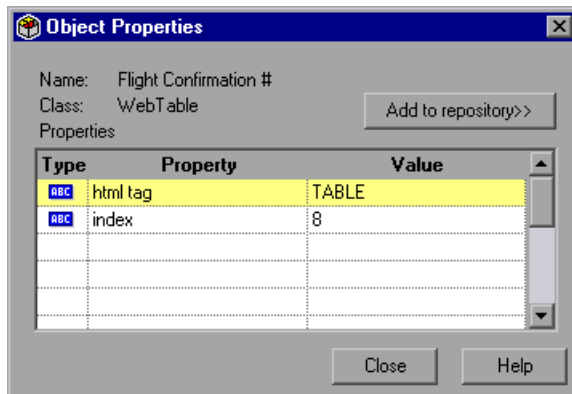 Object Properties
Name: Flight Confirmation #
Class: WebTable
Add to repository>>
Properties
Type Property Value
ABC html tag TABLE
ABC index 8
Close Help